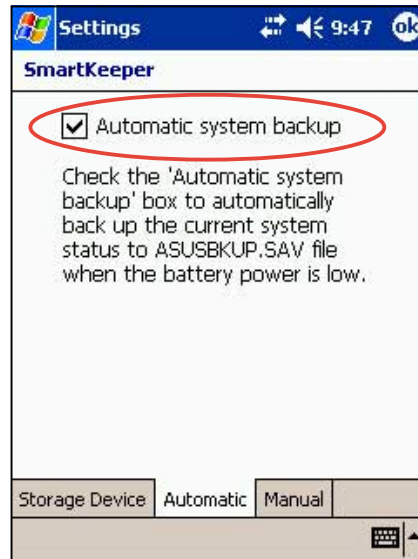 Settings 9:47 ok
SmartKeeper
Automatic system backup
Check the 'Automatic system
backup' box to automatically
back up the current system
status to ASUSBKUP.SAV file
when the battery power is low.
Storage Device Automatic Manual